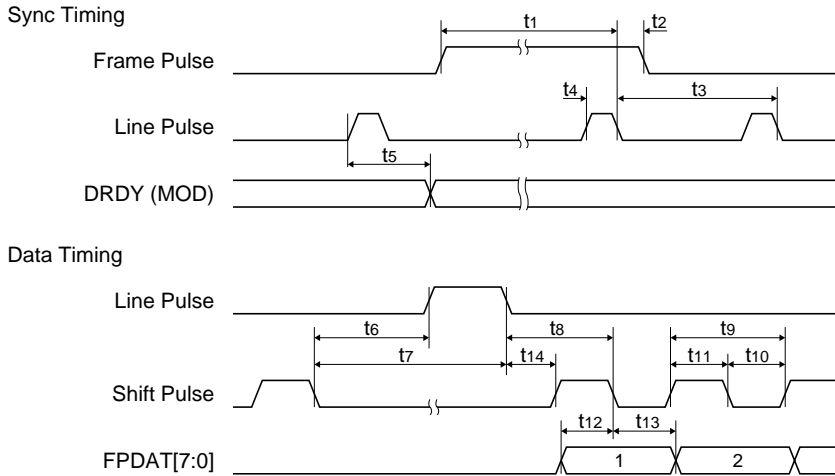 Sync Timing
t1 t2
Frame Pulse
t4 t3
Line Pulse
t5
DRDY (MOD)
Data Timing
Line Pulse
t6 t8 t9
t7 t14 t11 t10
Shift Pulse
t12 t13
FPDAT[7:0] 1 2